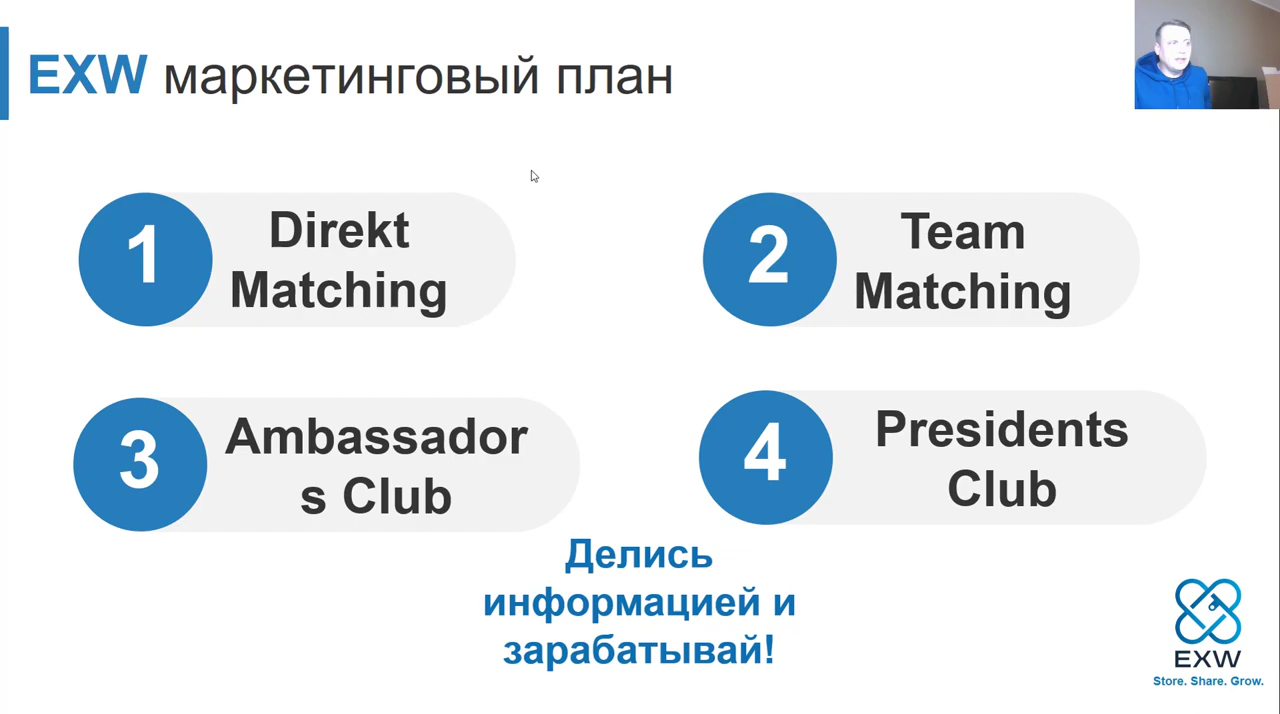 EXW маркетинговый план
1
Direkt
Matching
2
Team
Matching
3
Ambassador
s Club
4
Presidents
Club
Делись
информацией и
зарабатывай!
EXW
Store. Share. Grow.